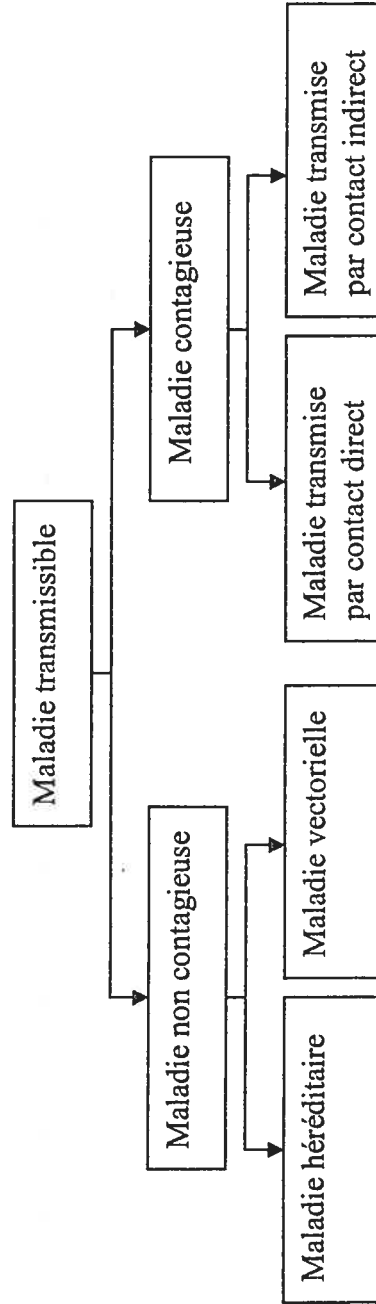 Maladie transmissible
Maladie non contagieuse
Maladie contagieuse
Maladie héréditaire
Maladie vectorielle
Maladie transmise
par contact direct
Maladie transmise
par contact indirect